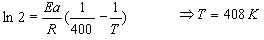 ln 2 = Ea/R (1/400 − 1/T) ⇒ T = 408 K